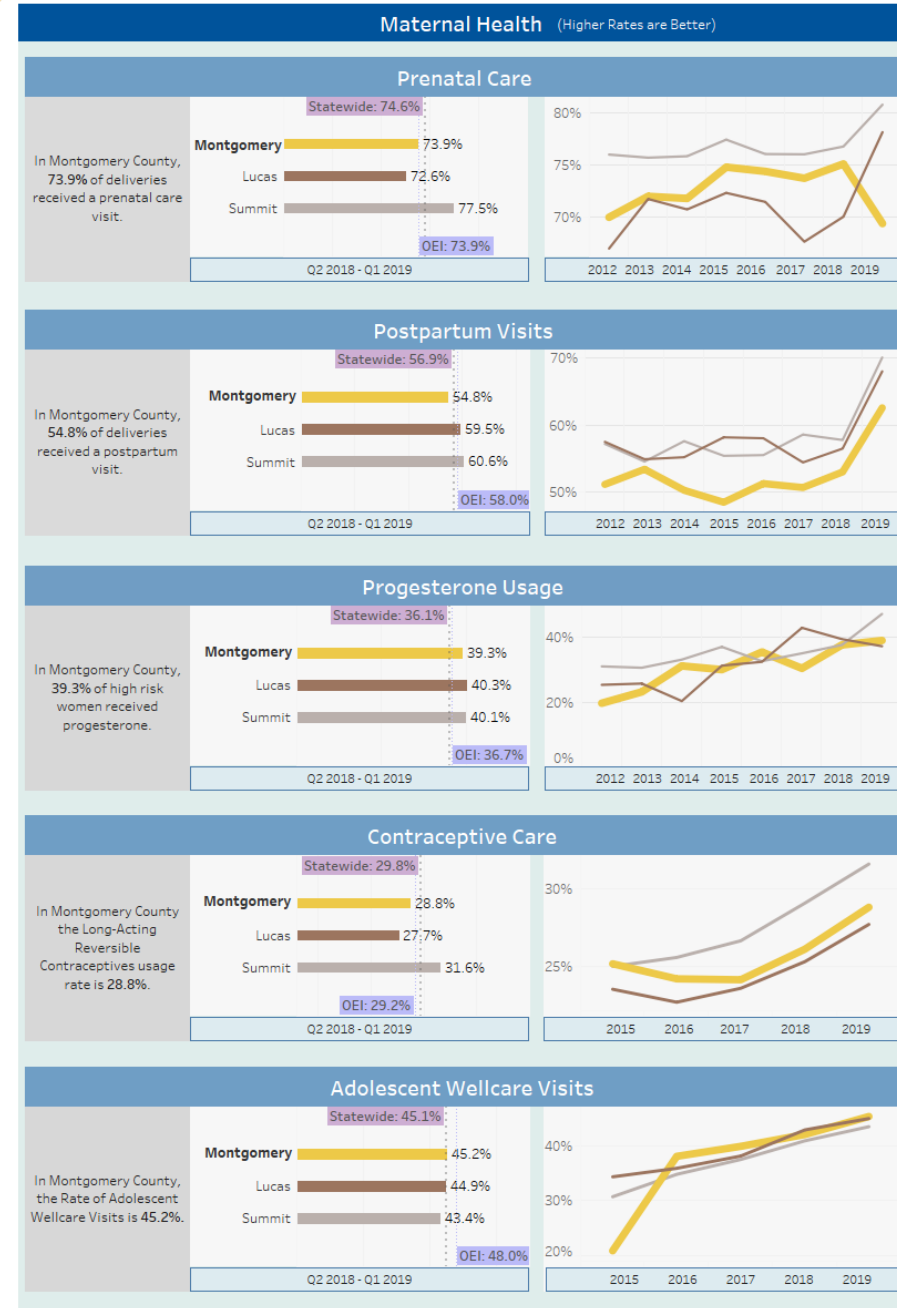 Maternal Health (Higher Rates are Better)
Prenatal Care
In Montgomery County,
73.9% of deliveries
received a prenatal care
visit.
Statewide: 74.6%
Montgomery 73.9%
Lucas 72.6%
Summit 77.5%
OEI: 73.9%
Q2 2018 - Q1 2019
80%
75%
70%
2012 2013 2014 2015 2016 2017 2018 2019
Postpartum Visits
In Montgomery County,
54.8% of deliveries
received a postpartum
visit.
Statewide: 56.9%
Montgomery 54.8%
Lucas 59.5%
Summit 60.6%
OEI: 58.0%
Q2 2018 - Q1 2019
70%
60%
50%
2012 2013 2014 2015 2016 2017 2018 2019
Progesterone Usage
In Montgomery County,
39.3% of high risk
women received
progesterone.
Statewide: 36.1%
Montgomery 39.3%
Lucas 40.3%
Summit 40.1%
OEI: 36.7%
Q2 2018 - Q1 2019
40%
20%
0%
2012 2013 2014 2015 2016 2017 2018 2019
Contraceptive Care
In Montgomery County
the Long-Acting
Reversible
Contraceptives usage
rate is 28.8%.
Statewide: 29.8%
Montgomery 28.8%
Lucas 27.7%
Summit 31.6%
OEI: 29.2%
Q2 2018 - Q1 2019
30%
25%
2015 2016 2017 2018 2019
Adolescent Wellcare Visits
In Montgomery County,
the Rate of Adolescent
Wellcare Visits is 45.2%.
Statewide: 45.1%
Montgomery 45.2%
Lucas 44.9%
Summit 43.4%
OEI: 48.0%
Q2 2018 - Q1 2019
40%
30%
20%
2015 2016 2017 2018 2019